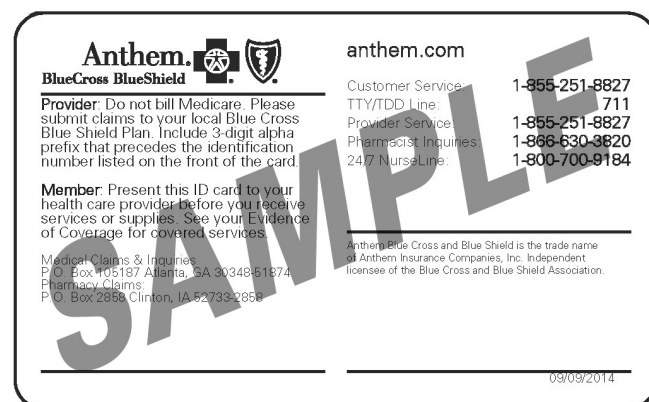 Anthem.
BlueCross BlueShield
Provider: Do not bill Medicare. Please
submit claims to your local Blue Cross
Blue Shield Plan. Include 3-digit alpha
prefix that precedes the identification
number listed on the front of the card.
Member: Present this ID card to your
health care provider before you receive
services or supplies. See your Evidence
of Coverage for covered services.
Medical Claims & Inquiries
P.O. Box 105187 Atlanta, GA 30348-51874
Pharmacy Claims:
P.O. Box 2858 Clinton, IA 52733-2858
anthem.com
Customer Service: 1-855-251-8827
TTY/TDD Line: 711
Provider Service: 1-855-251-8827
Pharmacist Inquiries: 1-866-630-3820
24/7 NurseLine: 1-800-700-9184
Anthem Blue Cross and Blue Shield is the trade name
of Anthem Insurance Companies, Inc. Independent
licensee of the Blue Cross and Blue Shield Association.
09/09/2014
SAMPLE